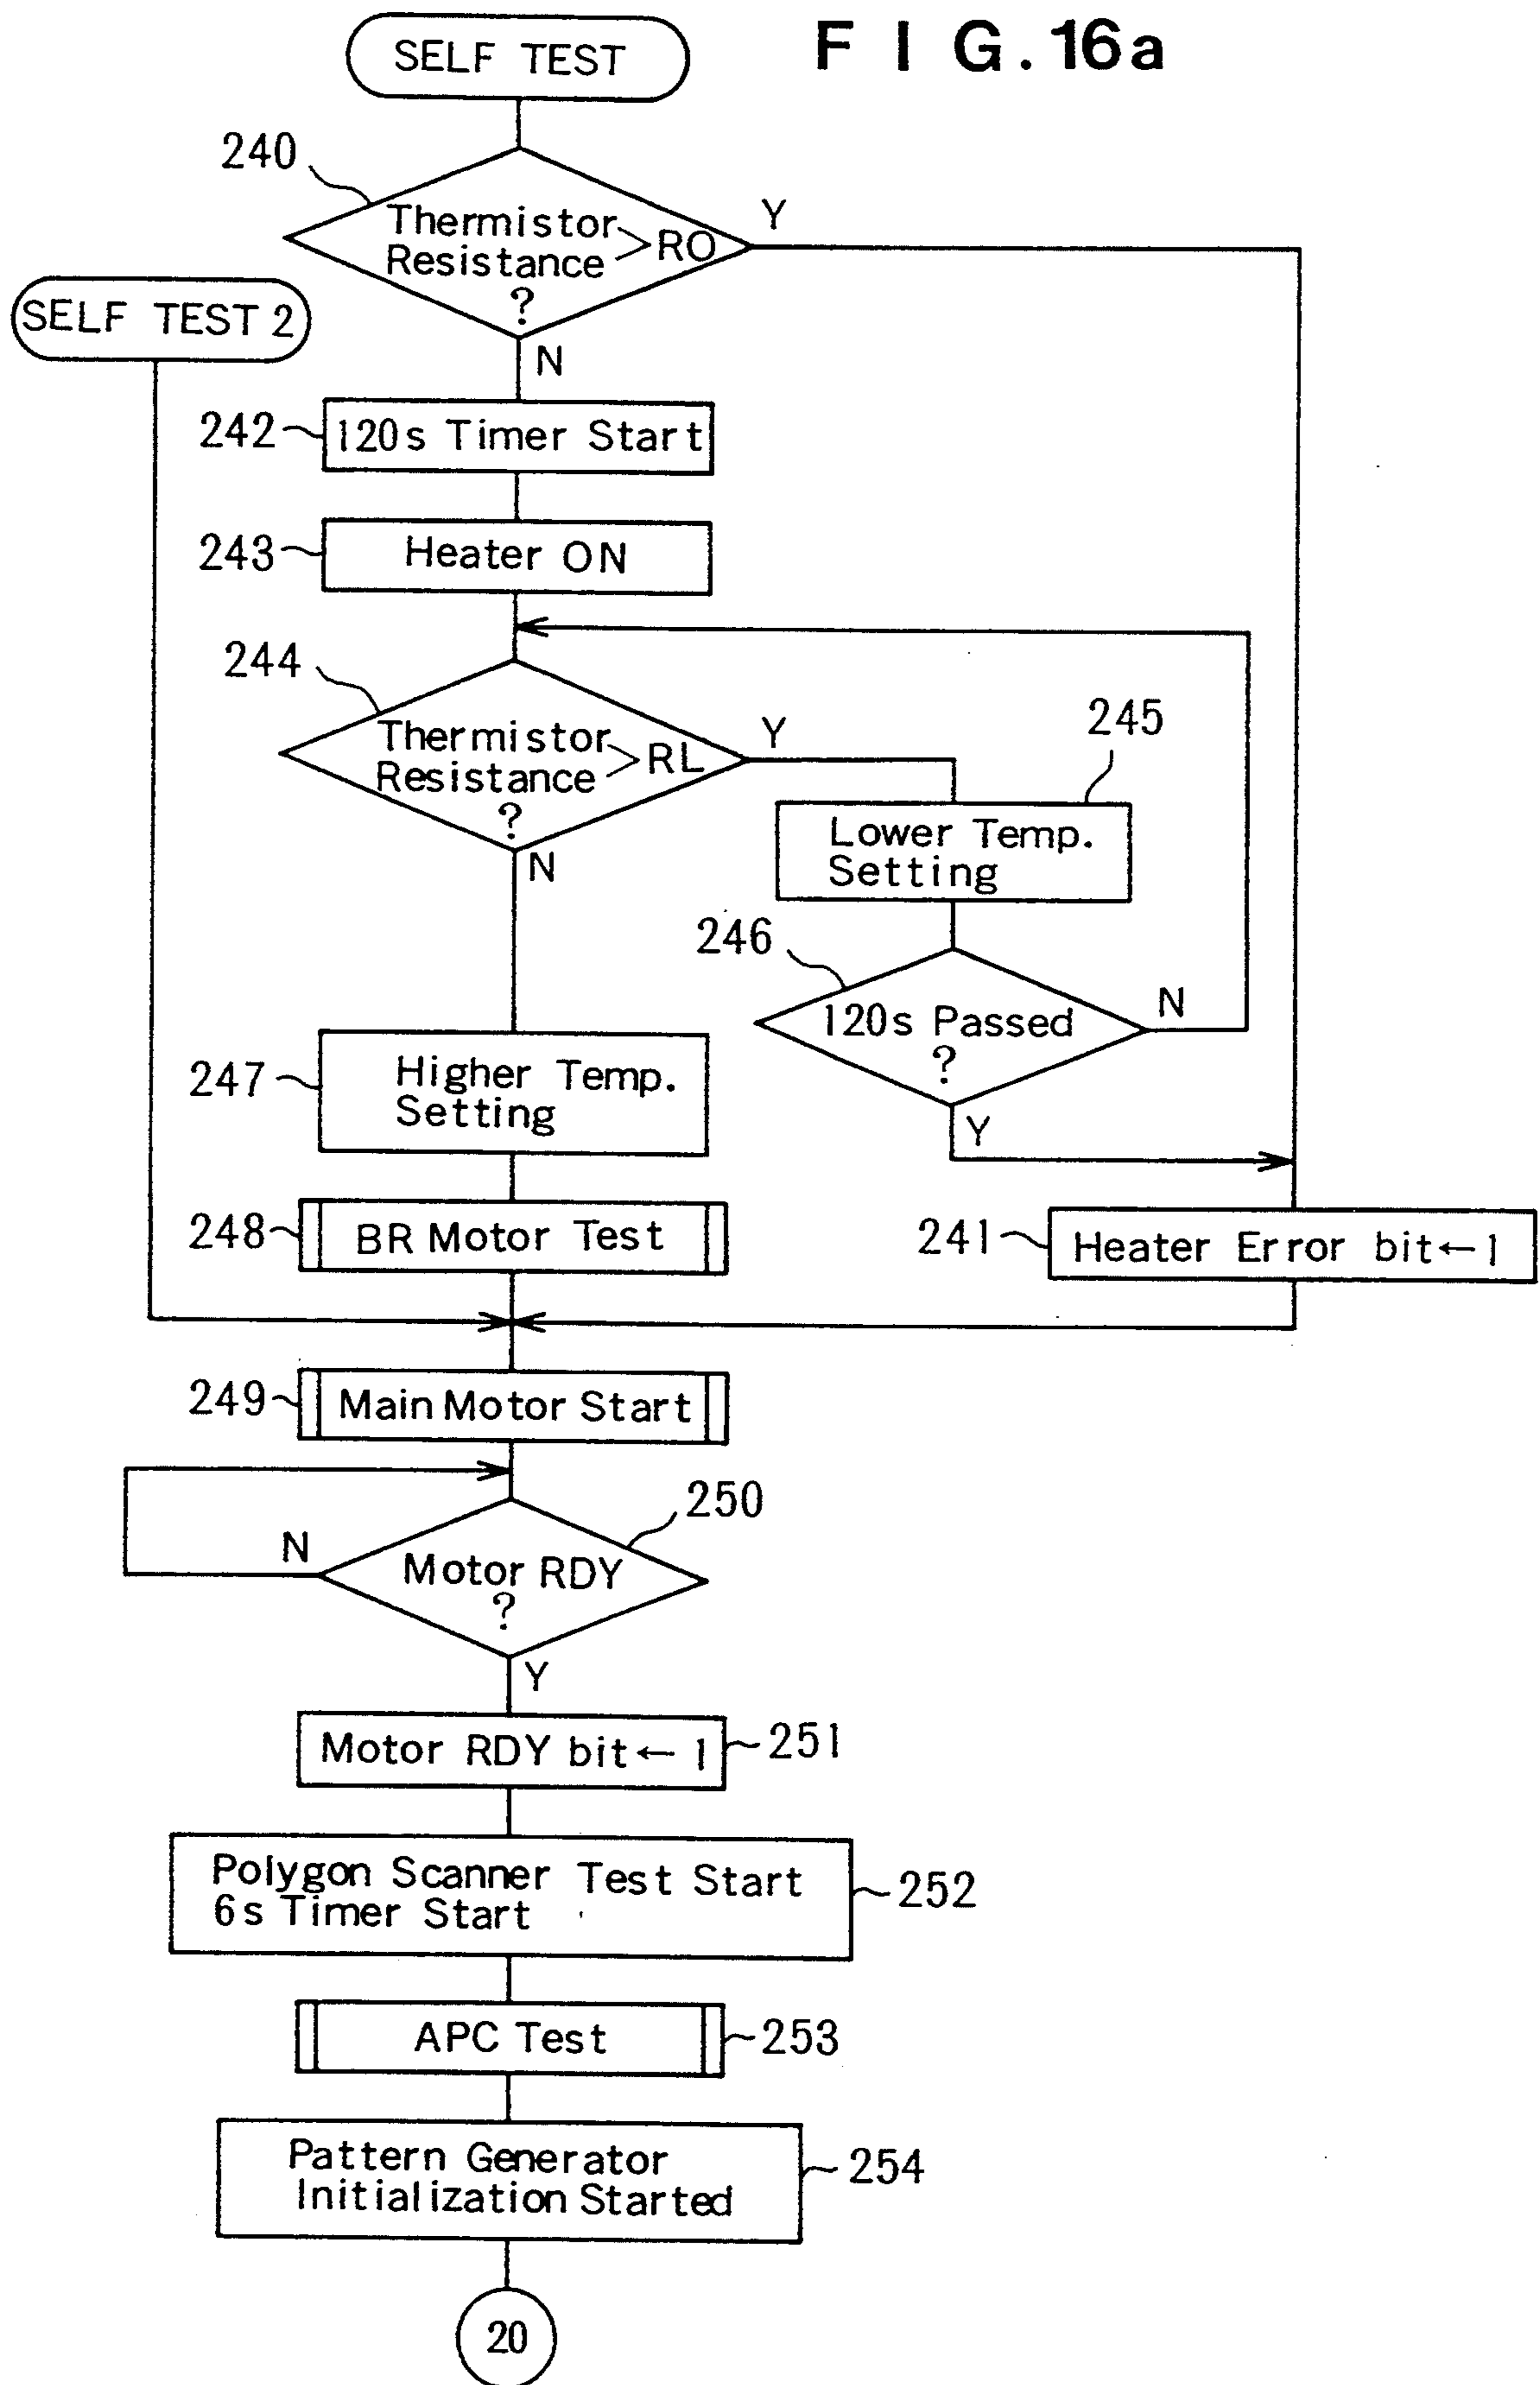 FIG.16a
SELF TEST
240
Thermistor
Resistance
>RO
?
Y
N
SELF TEST 2
242
120s Timer Start
243
Heater ON
244
Thermistor
Resistance
>RL
?
Y
N
245
Lower Temp.
Setting
246
120s Passed
?
N
Y
247
Higher Temp.
Setting
248
BR Motor Test
241
Heater Error bit←1
249
Main Motor Start
250
Motor RDY
?
N
Y
Motor RDY bit←1
251
Polygon Scanner Test Start
6s Timer Start
252
APC Test
253
Pattern Generator
Initialization Started
254
20